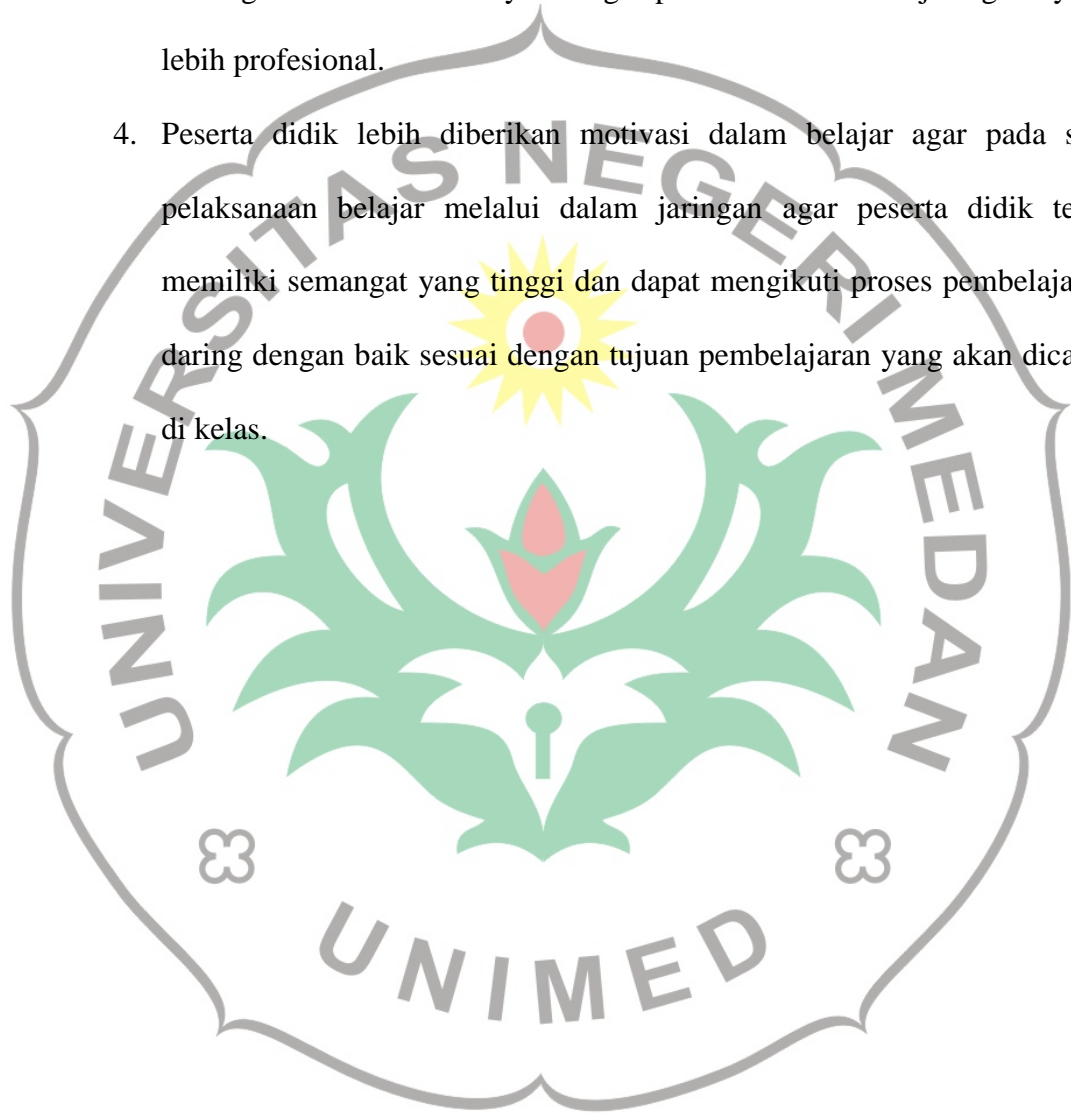 lebih profesional.
4. Peserta didik lebih diberikan motivasi dalam belajar agar pada
pelaksanaan belajar melalui dalam jaringan agar peserta didik
memiliki semangat yang tinggi dan dapat mengikuti proses
daring dengan baik sesuai dengan tujuan pembelajaran yang akan
di kelas.
UNIVERSITAS NEGERI MEDAN
UNIMED